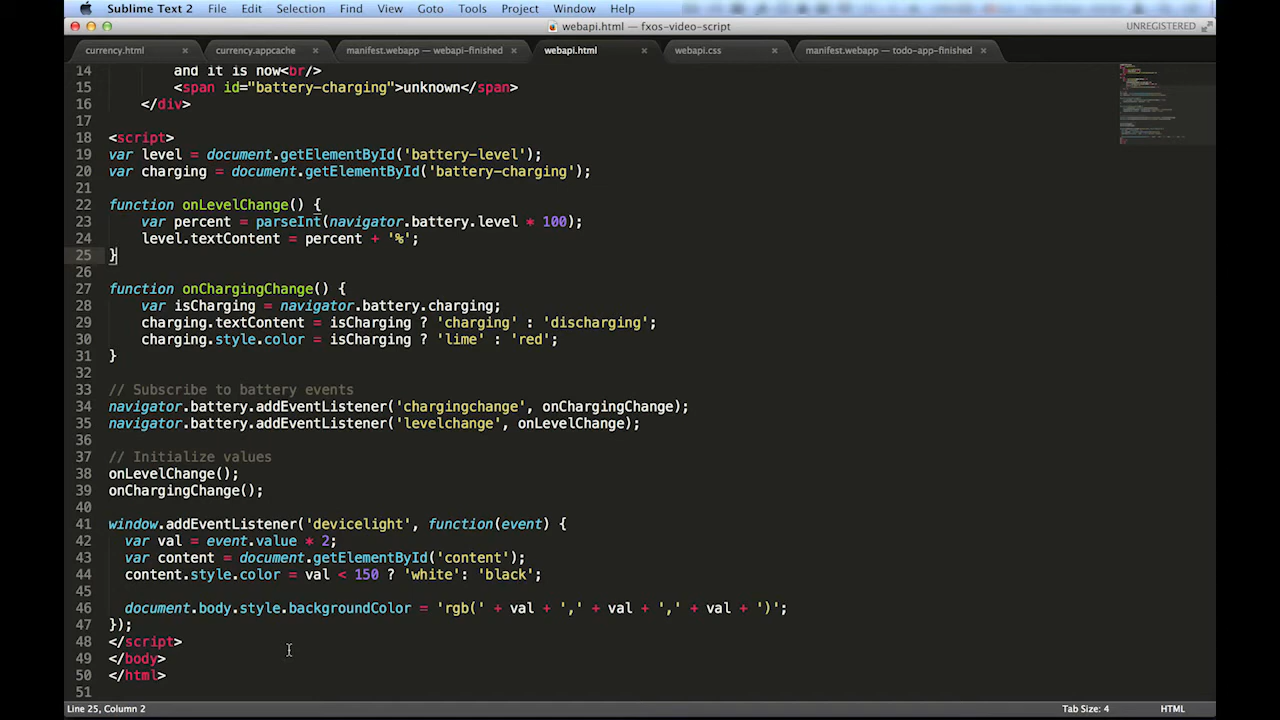 Sublime Text 2 File Edit Selection Find View Goto Tools Project Window Help
webapi.html — fxos-video-script UNREGISTERED
currency.html currency.appcache manifest.webapp — webapi-finished webapi.html webapi.css manifest.webapp — todo-app-finished
14 and it is now<br/>
15 <span id="battery-charging">unknown</span>
16 </div>
17
18 <script>
19 var level = document.getElementById('battery-level');
20 var charging = document.getElementById('battery-charging');
21
22 function onLevelChange() {
23 var percent = parseInt(navigator.battery.level * 100);
24 level.textContent = percent + '%';
25 }
26
27 function onChargingChange() {
28 var isCharging = navigator.battery.charging;
29 charging.textContent = isCharging ? 'charging' : 'discharging';
30 charging.style.color = isCharging ? 'lime' : 'red';
31 }
32
33 // Subscribe to battery events
34 navigator.battery.addEventListener('chargingchange', onChargingChange);
35 navigator.battery.addEventListener('levelchange', onLevelChange);
36
37 // Initialize values
38 onLevelChange();
39 onChargingChange();
40
41 window.addEventListener('devicelight', function(event) {
42 var val = event.value * 2;
43 var content = document.getElementById('content');
44 content.style.color = val < 150 ? 'white': 'black';
45
46 document.body.style.backgroundColor = 'rgb(' + val + ',' + val + ',' + val + ')';
47 });
48 </script>
49 </body>
50 </html>
51
Line 25, Column 2 Tab Size: 4 HTML